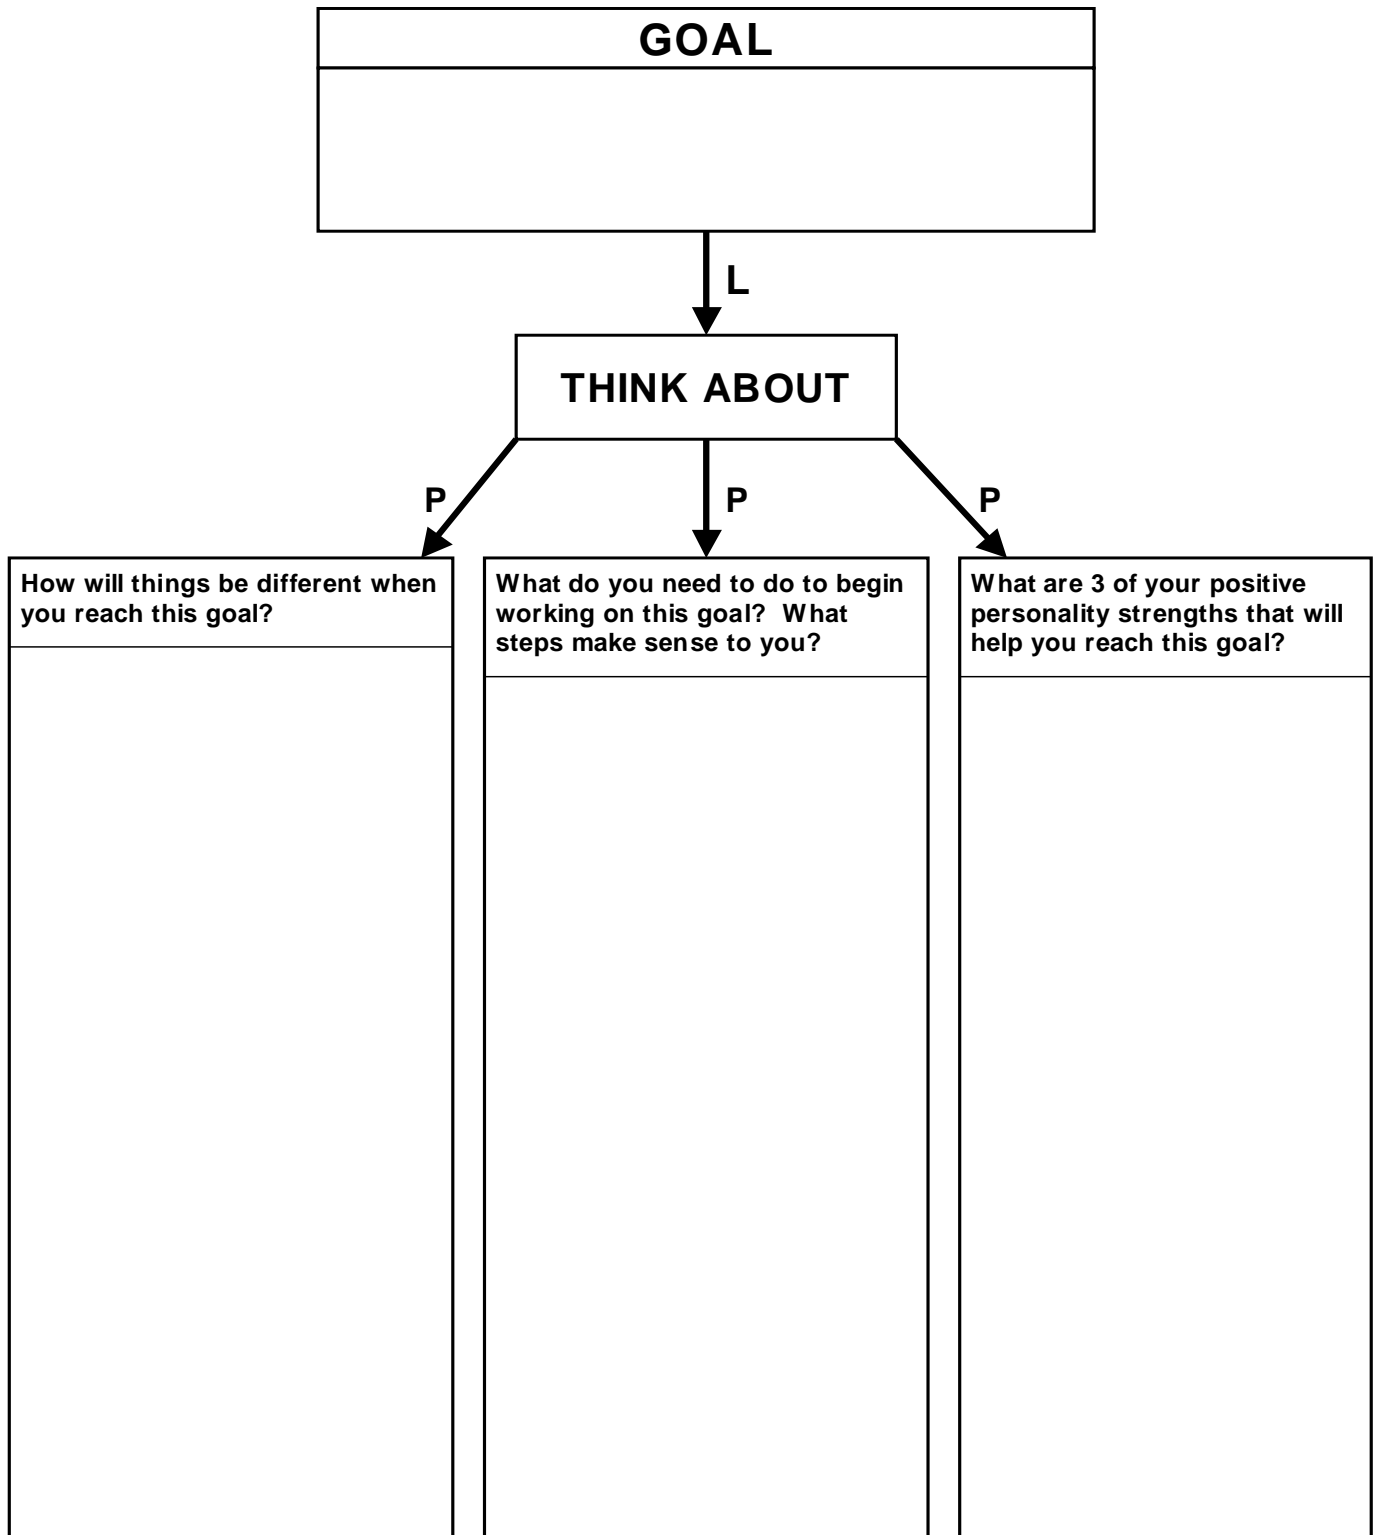 GOAL
L
THINK ABOUT
P
P
P
How will things be different when
you reach this goal?
What do you need to do to begin
working on this goal?  What
steps make sense to you?
What are 3 of your positive
personality strengths that will
help you reach this goal?